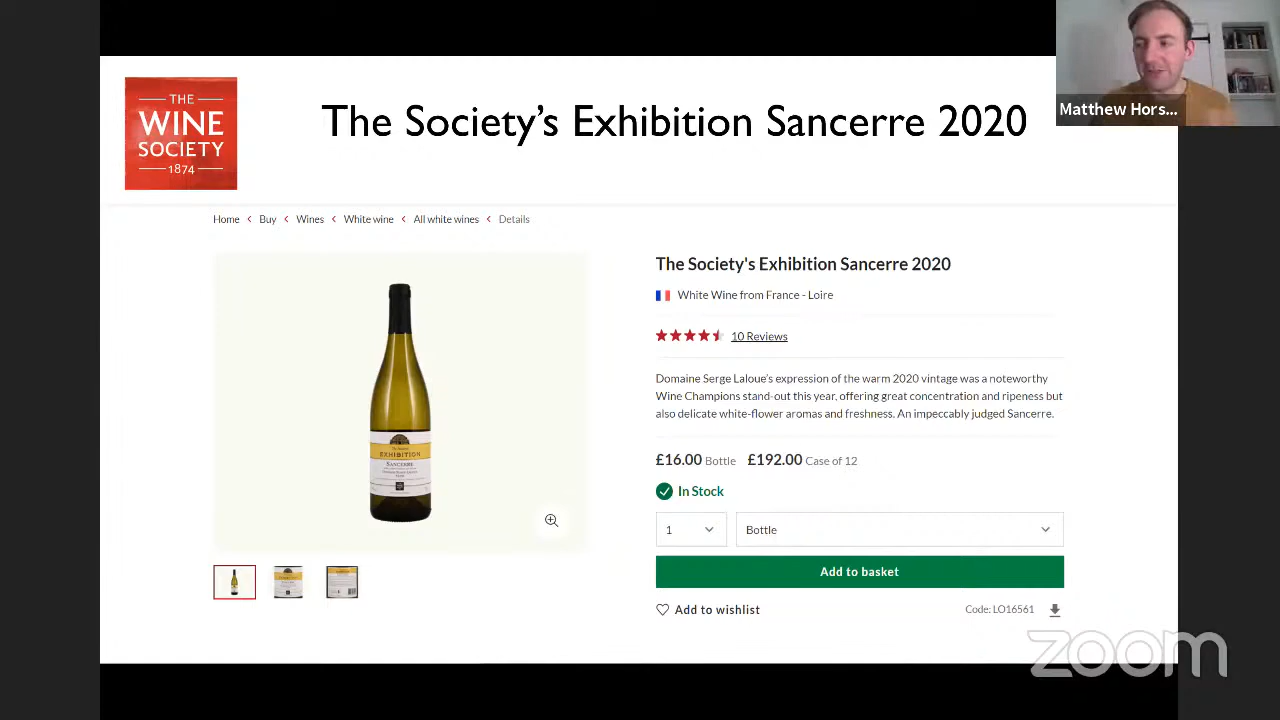 THE
WINE
SOCIETY
1874
The Society's Exhibition Sancerre 2020
Matthew Hors...
Home < Buy < Wines < White wine < All white wines < Details
The Society's Exhibition Sancerre 2020
White Wine from France - Loire
10 Reviews
Domaine Serge Laloue's expression of the warm 2020 vintage was a noteworthy
Wine Champions stand-out this year, offering great concentration and ripeness but
also delicate white-flower aromas and freshness. An impeccably judged Sancerre.
£16.00 Bottle £192.00 Case of 12
In Stock
1 Bottle
Add to basket
Add to wishlist Code: LO16561
EXHIBITION
SANCERRE
zoom